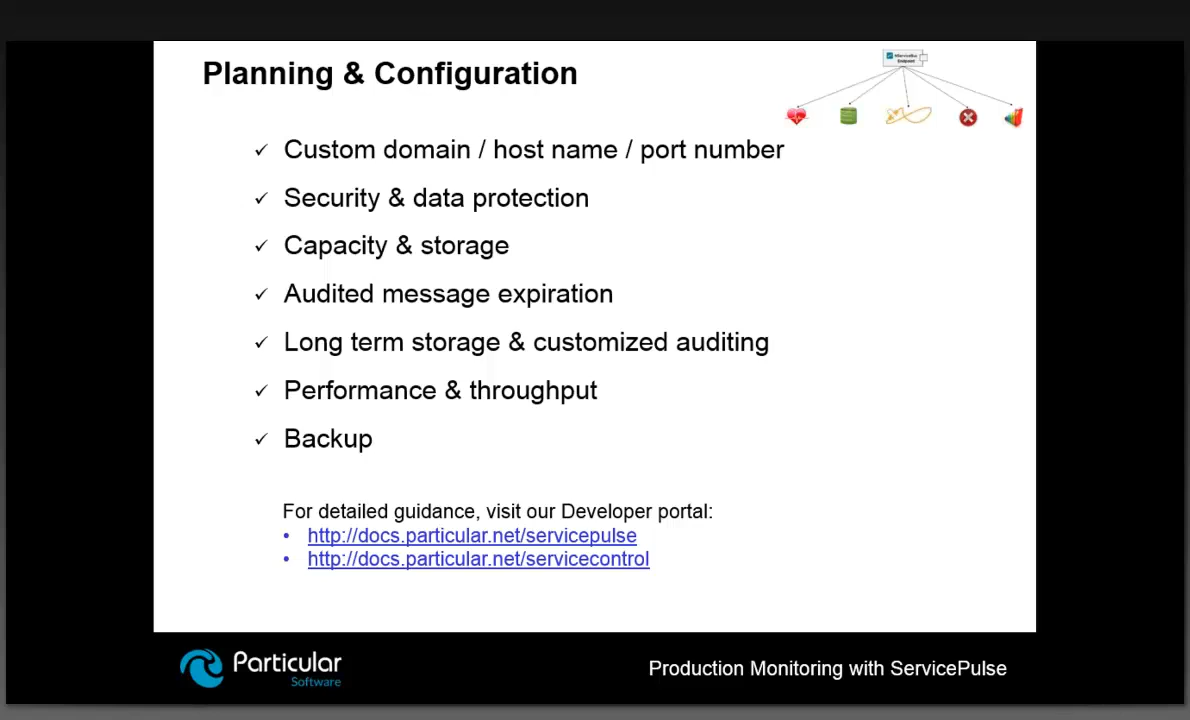 Planning & Configuration
NServiceBus
Endpoint
✓ Custom domain / host name / port number
✓ Security & data protection
✓ Capacity & storage
✓ Audited message expiration
✓ Long term storage & customized auditing
✓ Performance & throughput
✓ Backup
For detailed guidance, visit our Developer portal:
• http://docs.particular.net/servicepulse
• http://docs.particular.net/servicecontrol
Particular
Software
Production Monitoring with ServicePulse